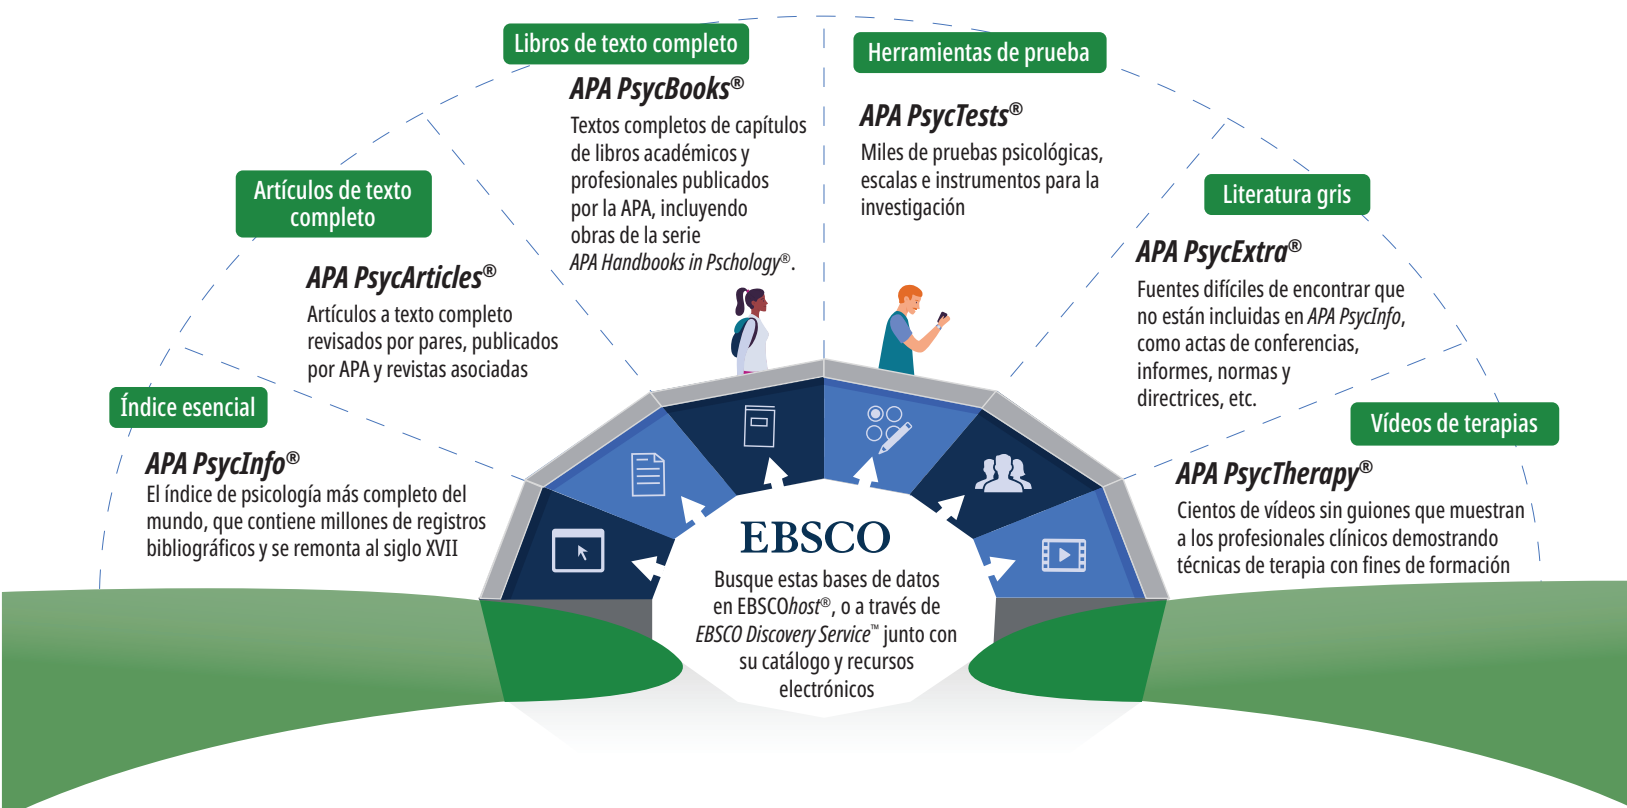 Libros de texto completo
APA PsycBooks®
Textos completos de capítulos
de libros académicos y
profesionales publicados
por la APA, incluyendo
obras de la serie
APA Handbooks in Pschology®.
Herramientas de prueba
APA PsycTests®
Miles de pruebas psicológicas,
escalas e instrumentos para la
investigación
Artículos de texto
completo
APA PsycArticles®
Artículos a texto completo
revisados por pares, publicados
por APA y revistas asociadas
Literatura gris
APA PsycExtra®
Fuentes difíciles de encontrar que
no están incluidas en APA PsycInfo,
como actas de conferencias,
informes, normas y
directrices, etc.
Índice esencial
APA PsycInfo®
El índice de psicología más completo del
mundo, que contiene millones de registros
bibliográficos y se remonta al siglo XVII
Vídeos de terapias
APA PsycTherapy®
Cientos de vídeos sin guiones que muestran
a los profesionales clínicos demostrando
técnicas de terapia con fines de formación
EBSCO
Busque estas bases de datos
en EBSCOhost®, o a través de
EBSCO Discovery Service™ junto con
su catálogo y recursos
electrónicos